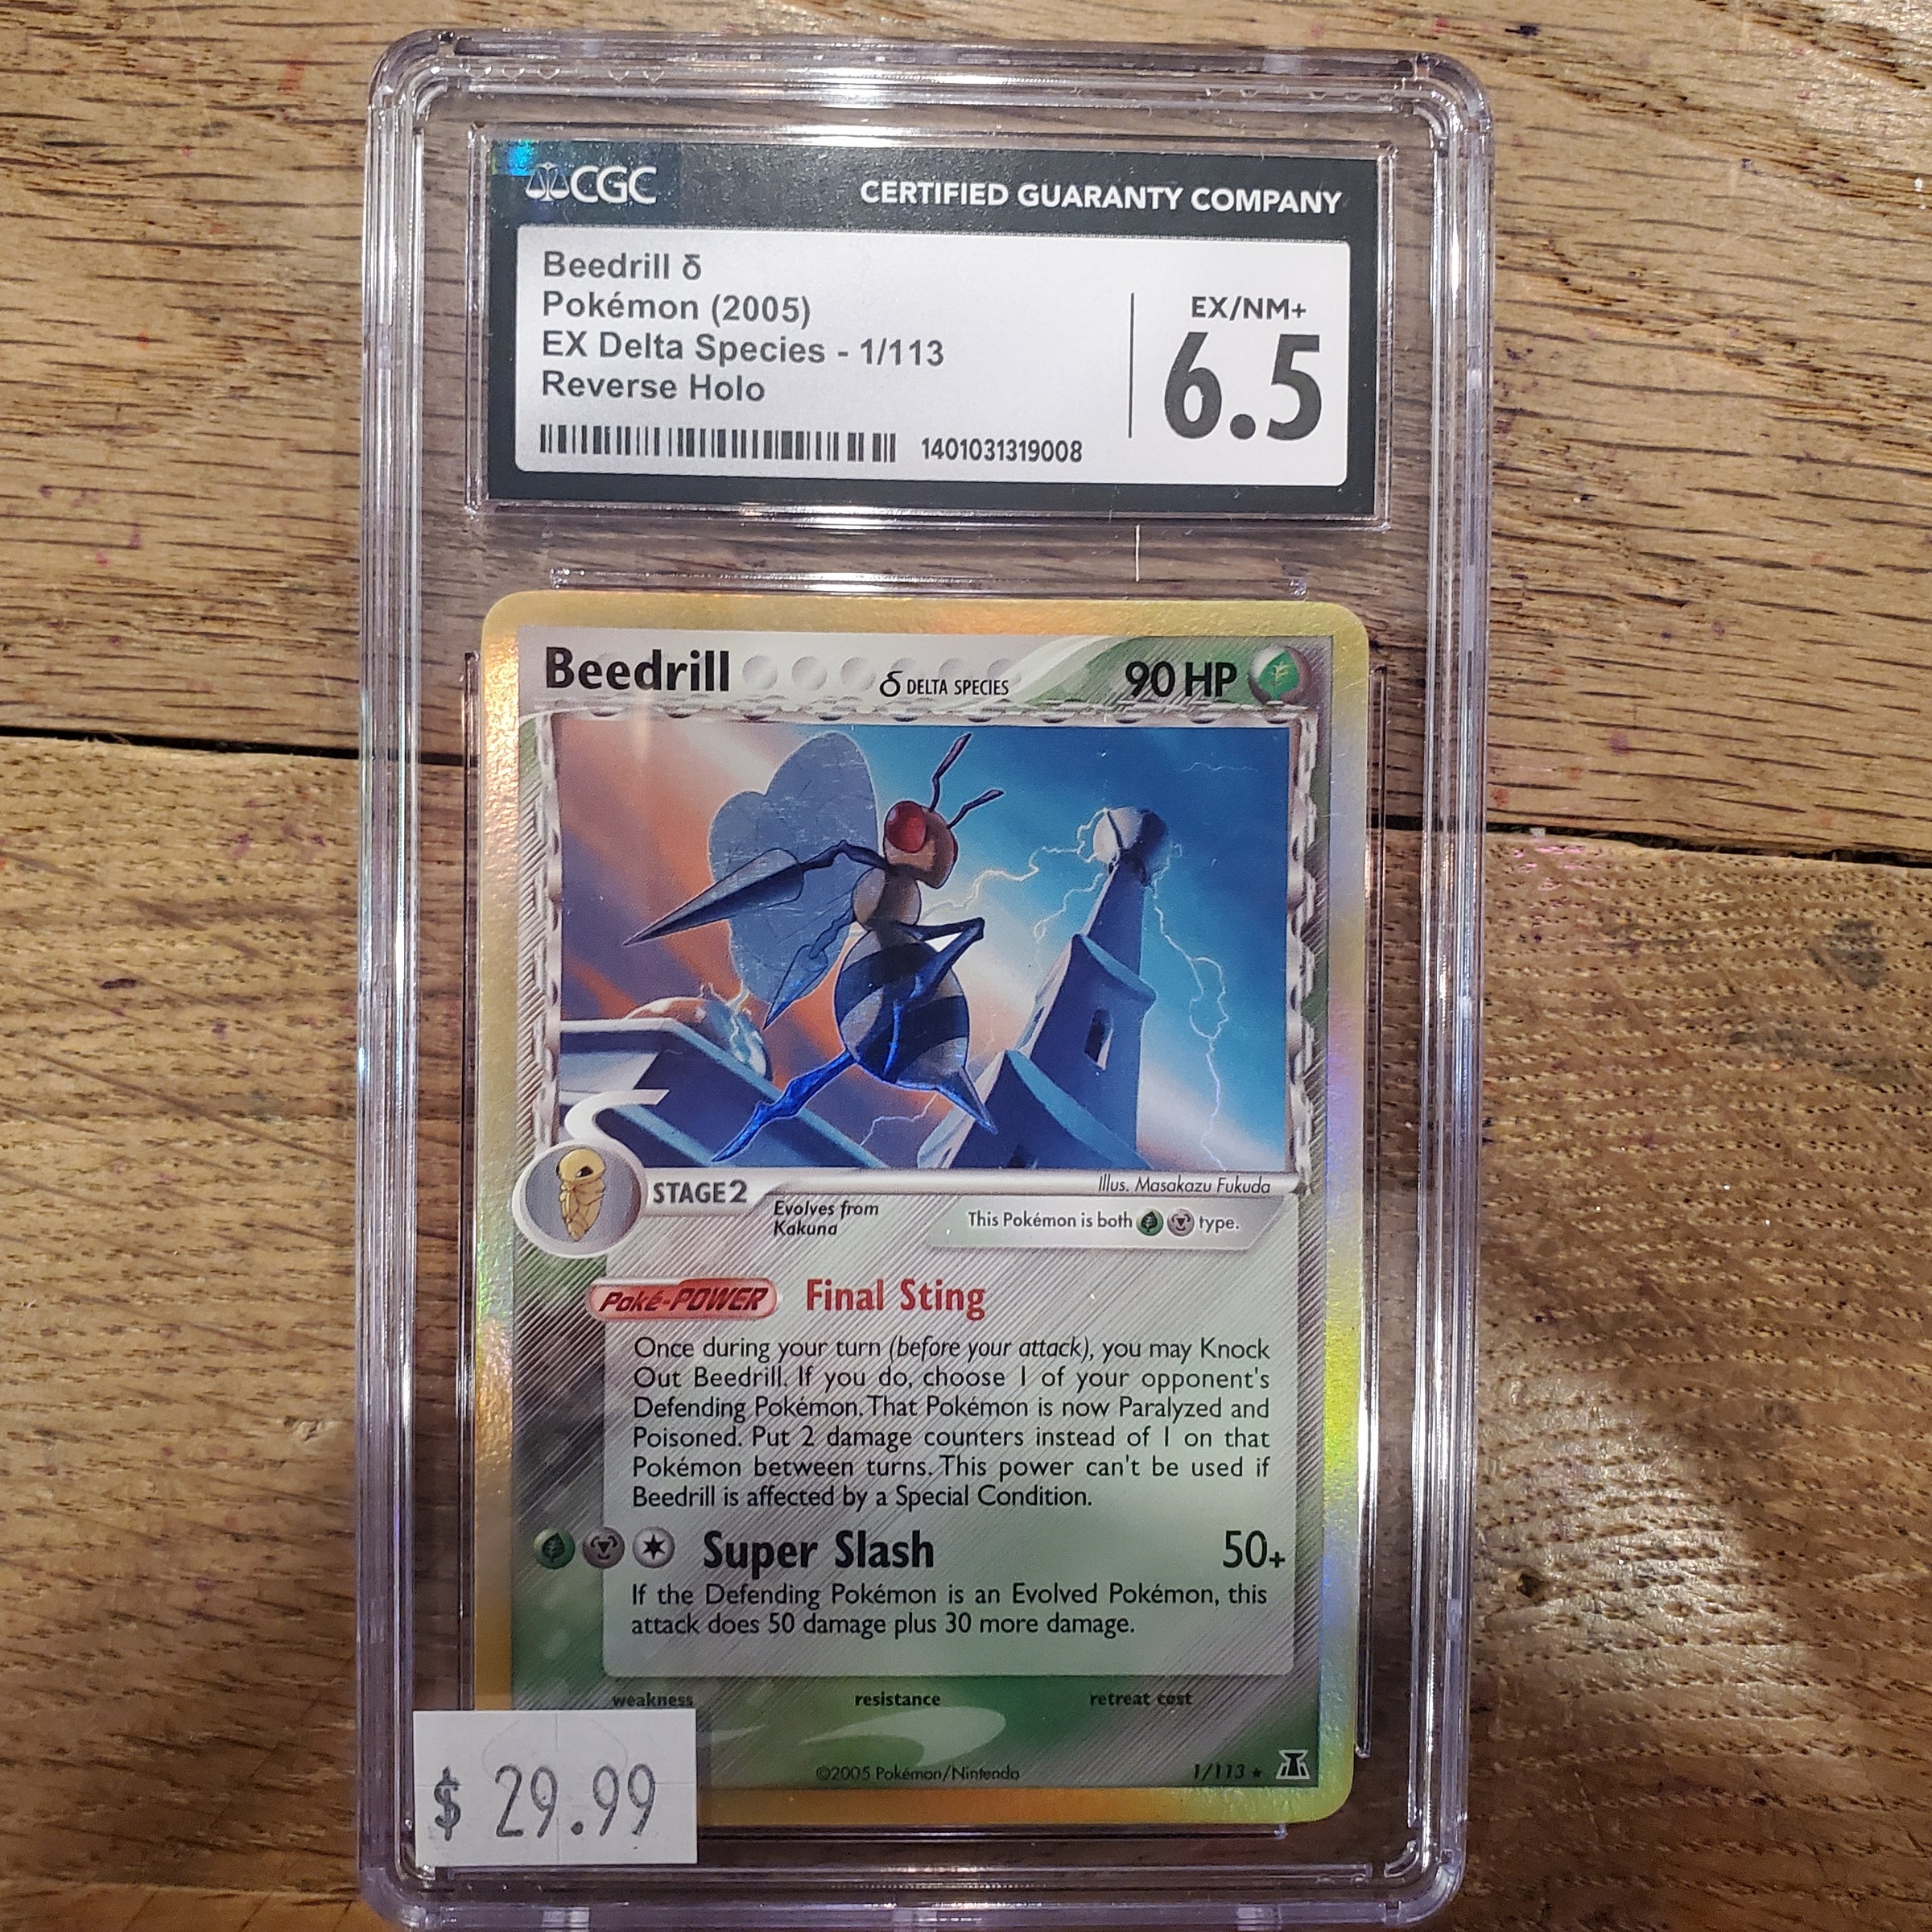 CGC CERTIFIED GUARANTY COMPANY
Beedrill δ
Pokémon (2005)
EX Delta Species - 1/113
Reverse Holo
1401031319008
EX/NM+
6.5
Beedrill δ DELTA SPECIES 90 HP
STAGE 2
Evolves from
Kakuna
Illus. Masakazu Fukuda
This Pokémon is both type.
Poké-POWER Final Sting
Once during your turn (before your attack), you may Knock
Out Beedrill. If you do, choose 1 of your opponent's
Defending Pokémon. That Pokémon is now Paralyzed and
Poisoned. Put 2 damage counters instead of 1 on that
Pokémon between turns. This power can't be used if
Beedrill is affected by a Special Condition.
Super Slash 50+
If the Defending Pokémon is an Evolved Pokémon, this
attack does 50 damage plus 30 more damage.
weakness resistance retreat cost
©2005 Pokémon/Nintendo 1/113 ★
$ 29.99